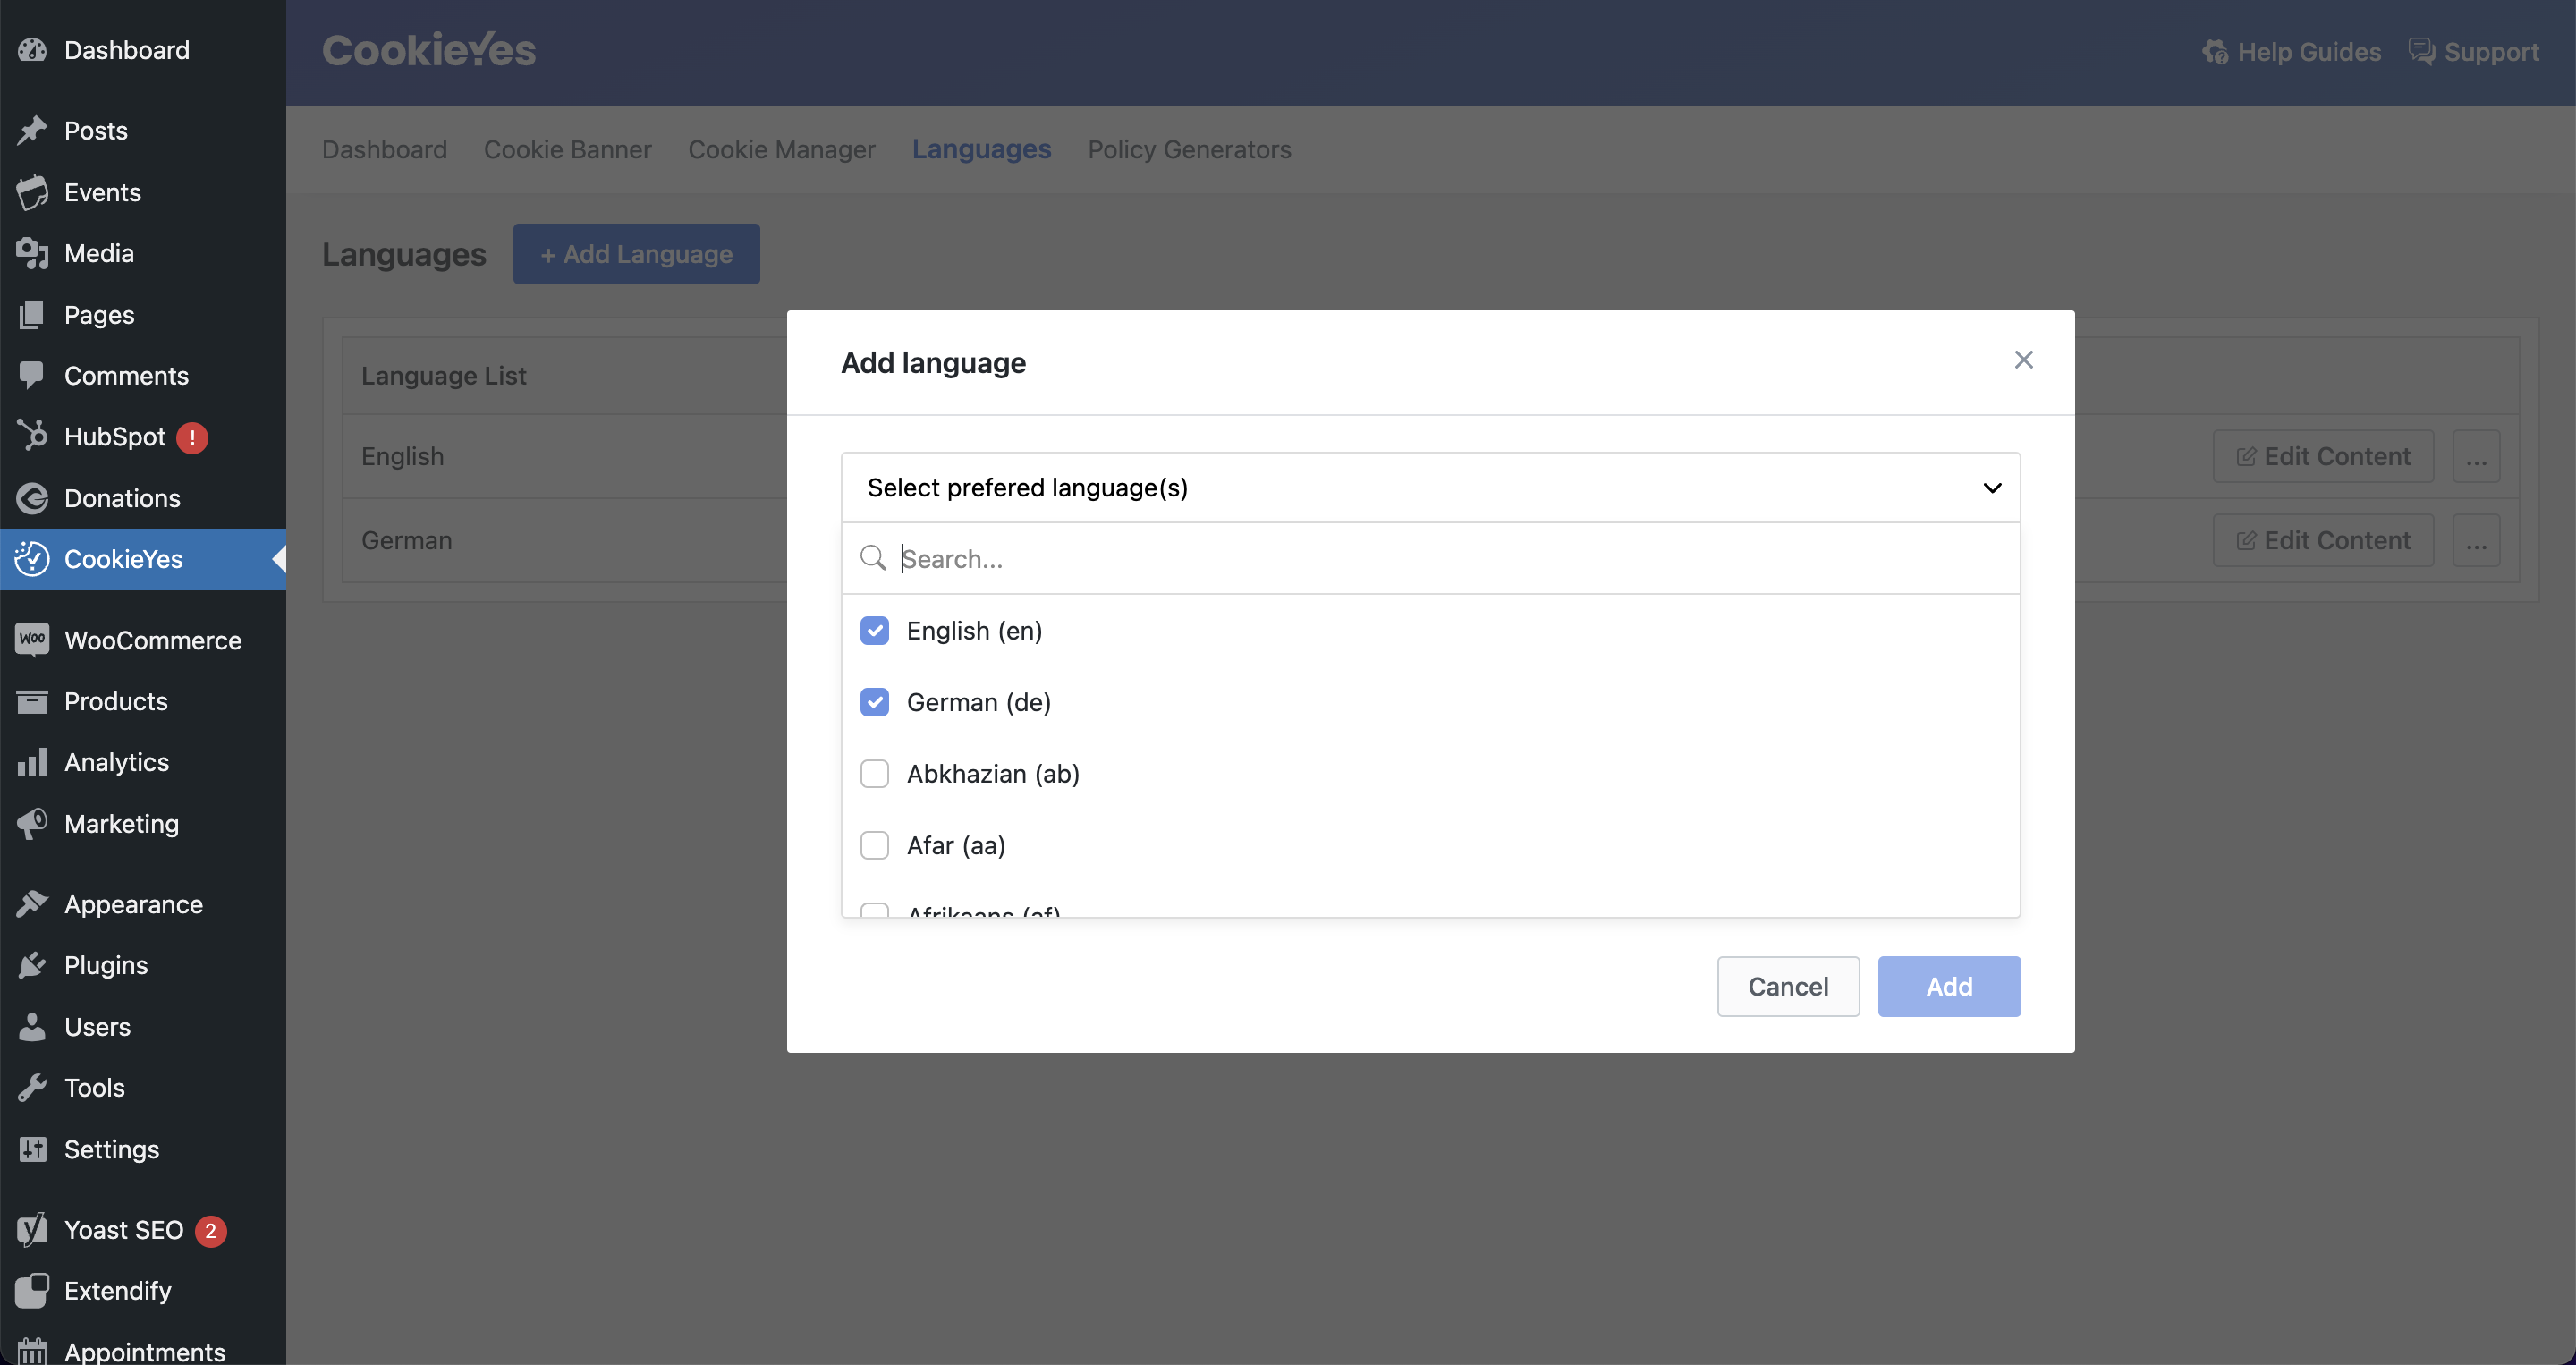 Dashboard
Posts
Events
Media
Pages
Comments
HubSpot !
Donations
CookieYes
WooCommerce
Products
Analytics
Marketing
Appearance
Plugins
Users
Tools
Settings
Yoast SEO 2
Extendify
Appointments
CookieYes
Help Guides Support
Dashboard Cookie Banner Cookie Manager Languages Policy Generators
Languages + Add Language
Language List
English Edit Content ...
German Edit Content ...
Add language
Select prefered language(s)
Search...
English (en)
German (de)
Abkhazian (ab)
Afar (aa)
Afrikaans (af)
Cancel Add